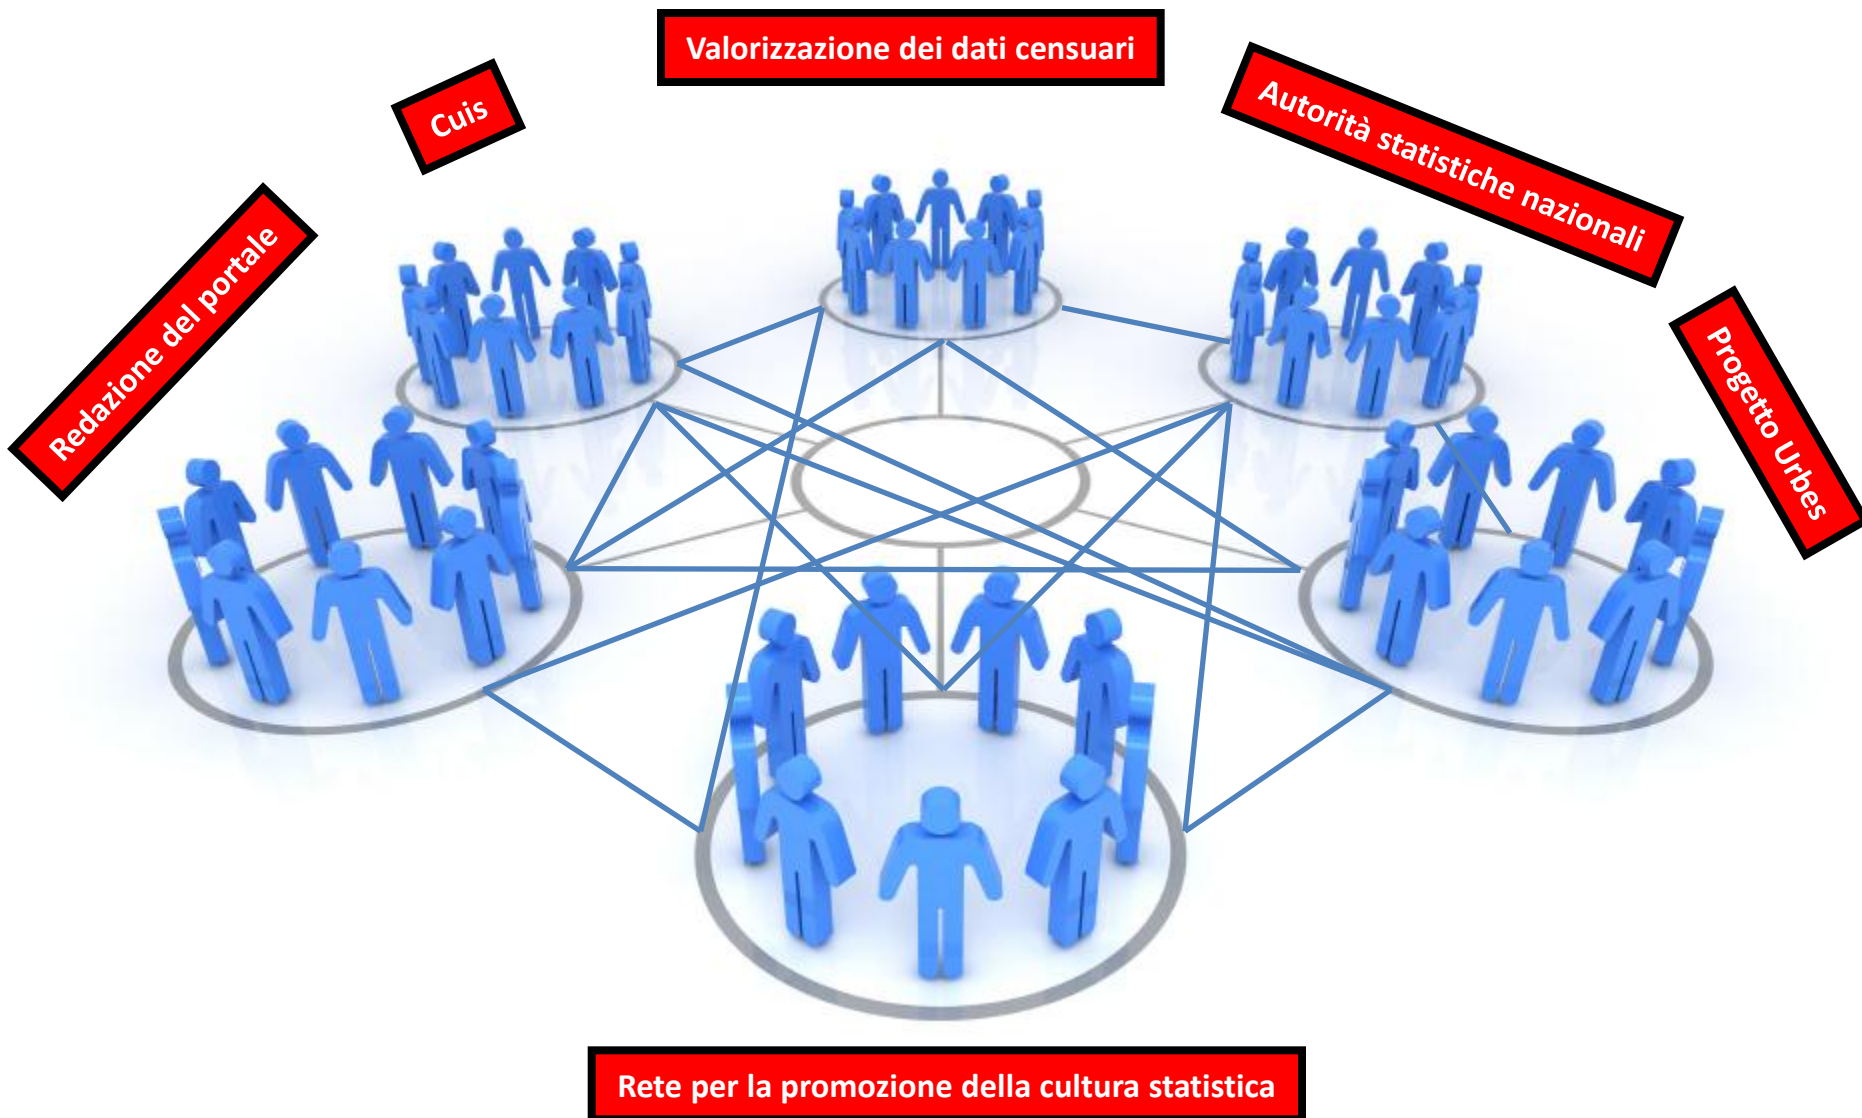 Valorizzazione dei dati censuari
Cuis
Autorità statistiche nazionali
Redazione del portale
Progetto Urbes
Rete per la promozione della cultura statistica